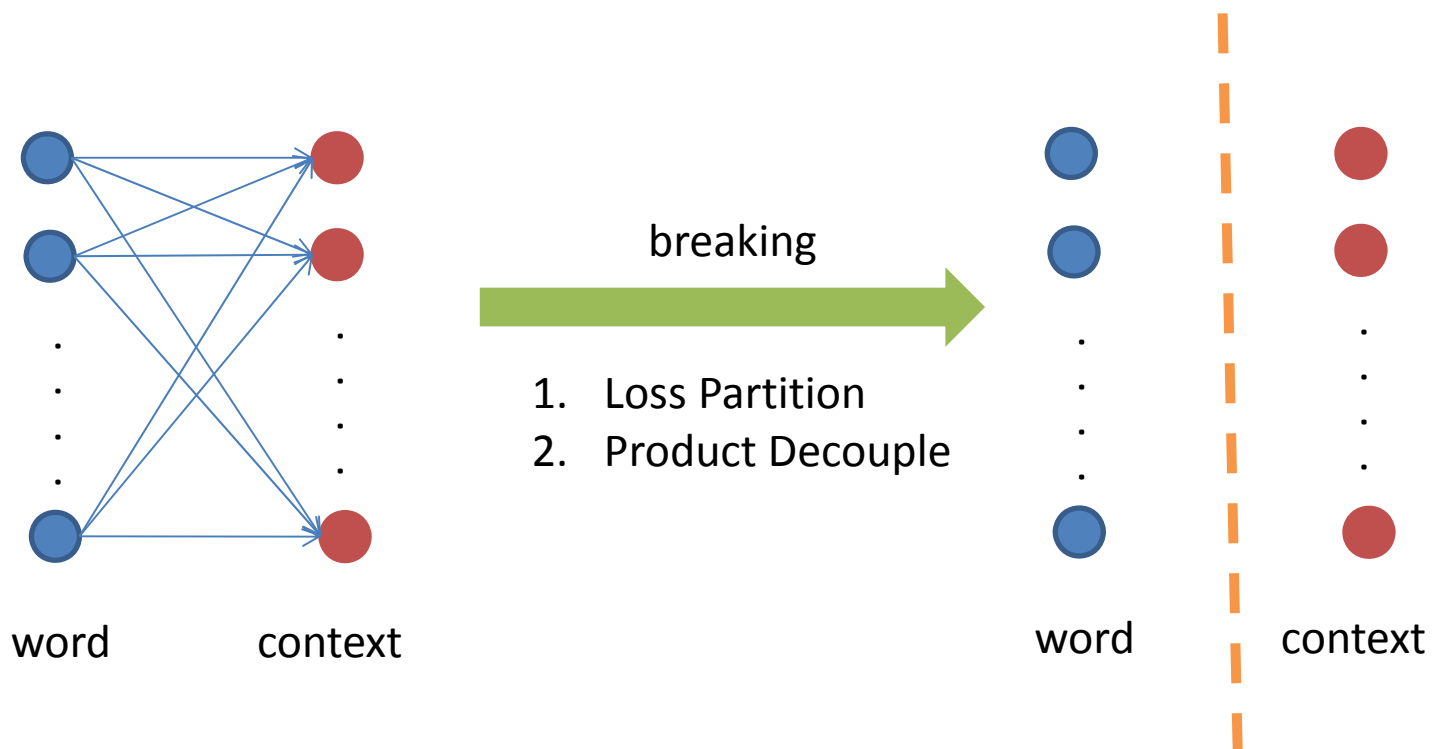 breaking
1. Loss Partition
2. Product Decouple
word
context
word
context